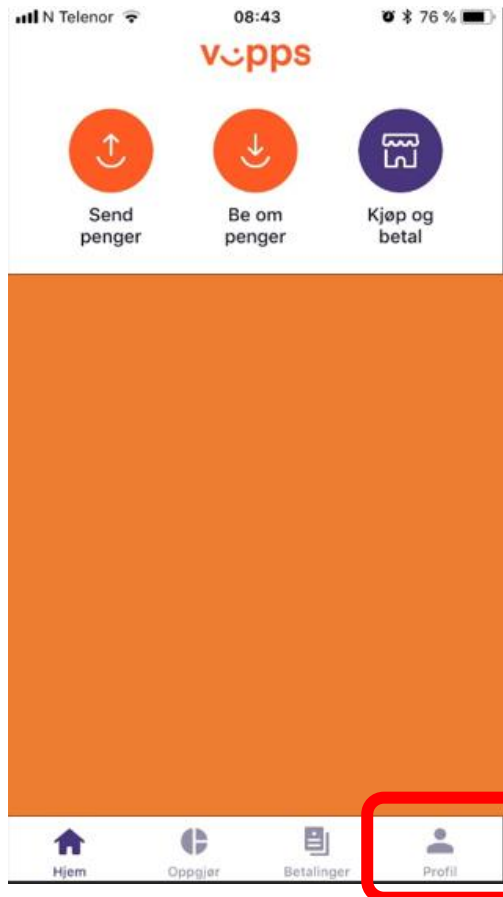 N Telenor 08:43 76 %
vipps
Send penger
Be om penger
Kjøp og betal
Hjem Oppgjør Betalinger Profil